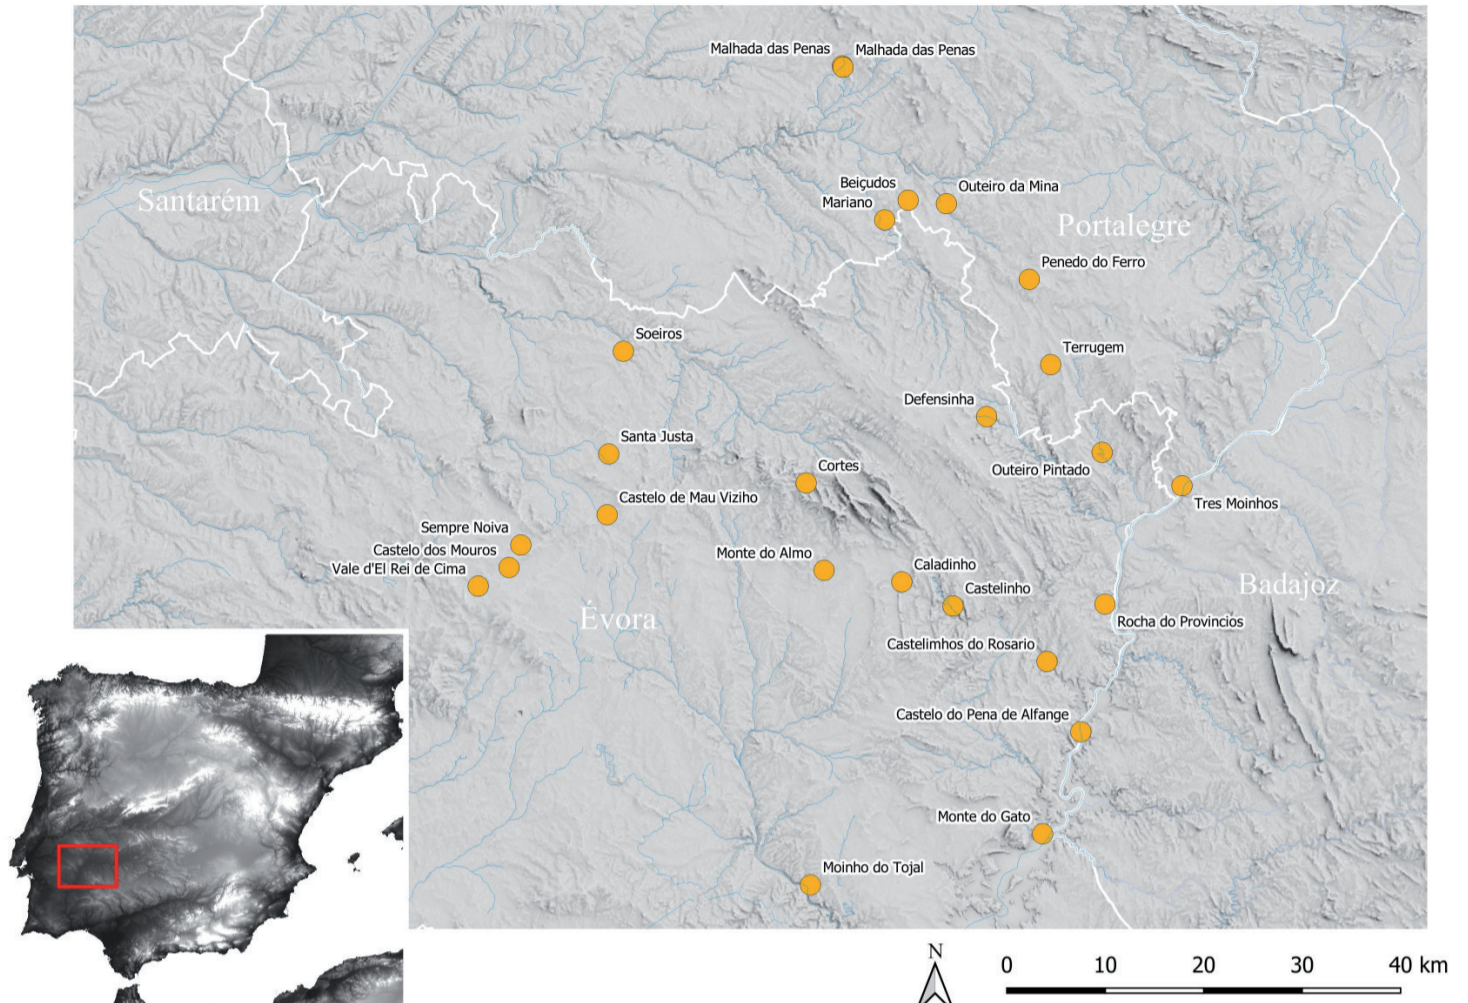 Malhada das Penas
Malhada das Penas
Beiçudos
Outeiro da Mina
Santarém
Mariano
Portalegre
Penedo do Ferro
Soeiros
Terrugem
Defensinha
Santa Justa
Outeiro Pintado
Cortes
Castelo de Mau Viziho
Tres Moinhos
Sempre Noiva
Castelo dos Mouros
Monte do Almo
Vale d'El Rei de Cima
Caladinho
Castelinho
Badajoz
Évora
Rocha do Provincios
Castelimhos do Rosario
Castelo do Pena de Alfange
Monte do Gato
Moinho do Tojal
N
0 10 20 30 40 km